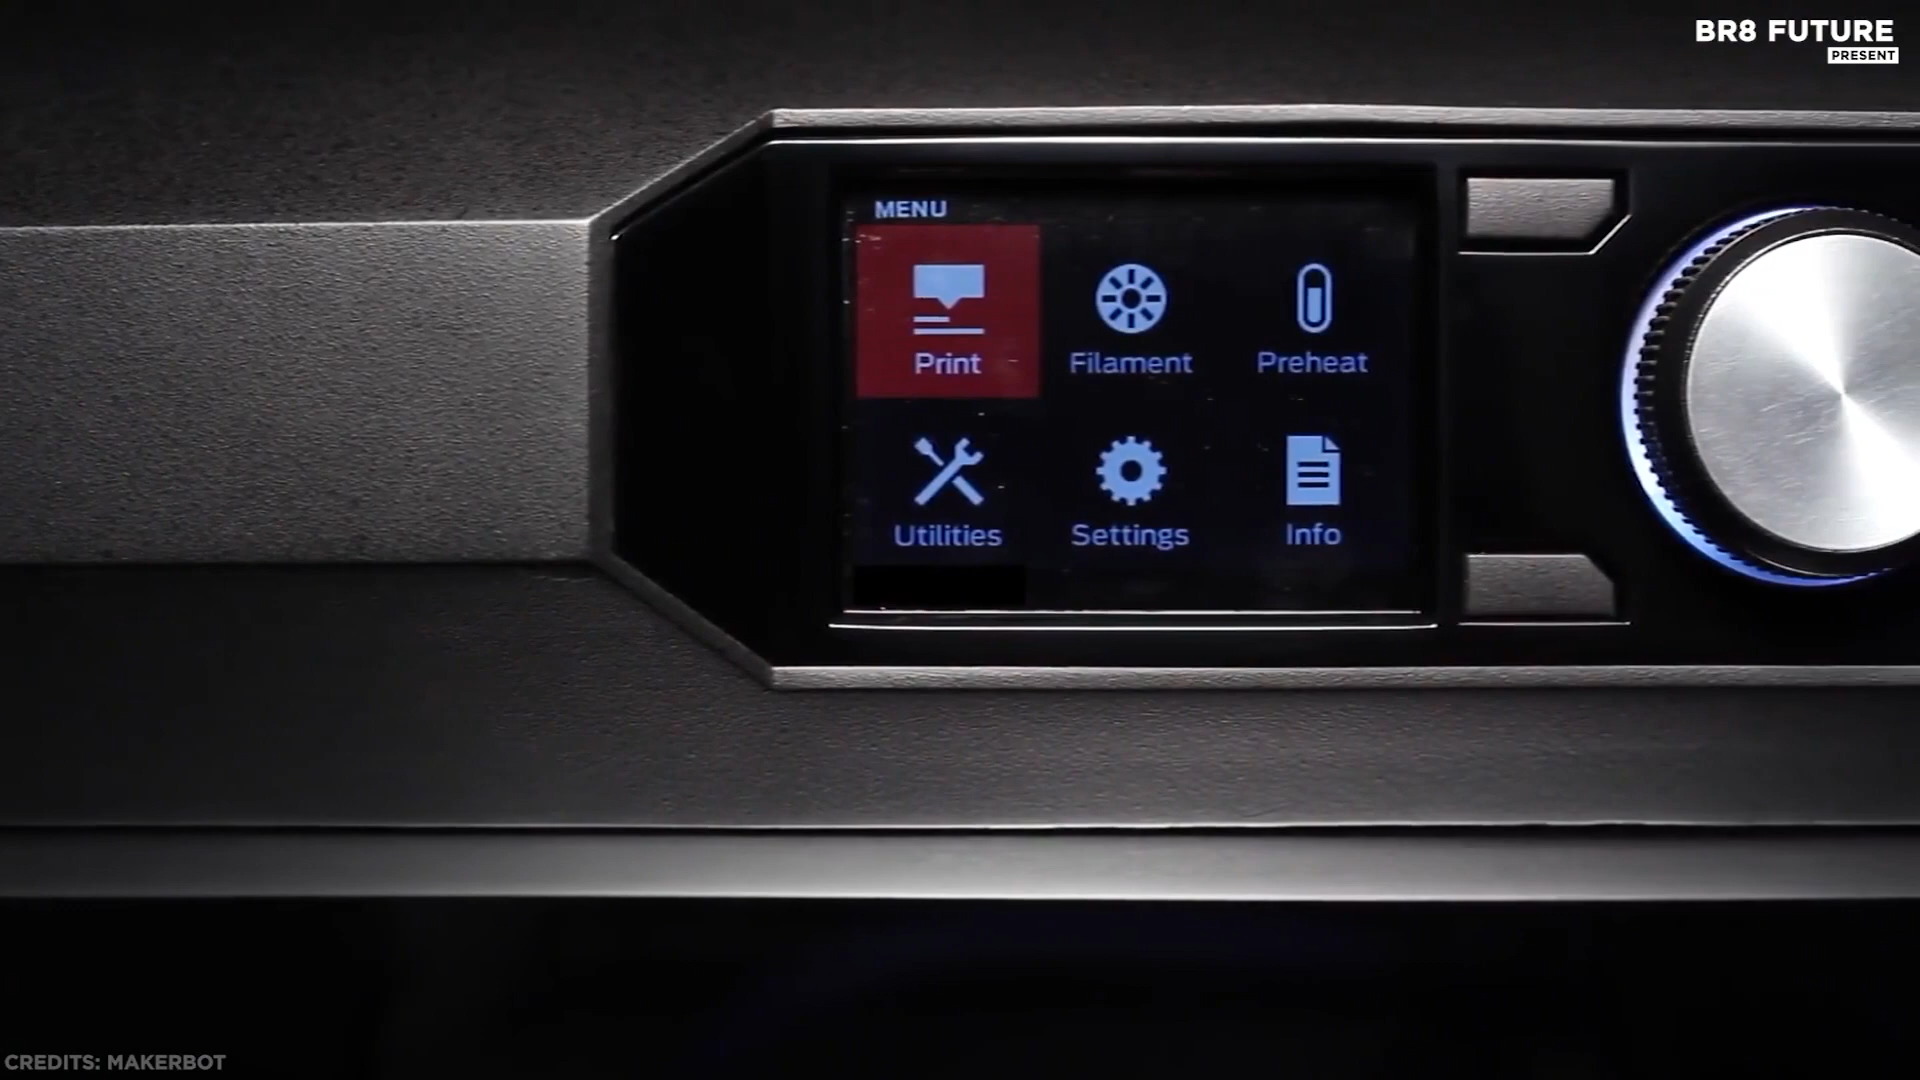 BR8 FUTURE
PRESENT
MENU
Print
Filament
Preheat
Utilities
Settings
Info
CREDITS: MAKERBOT